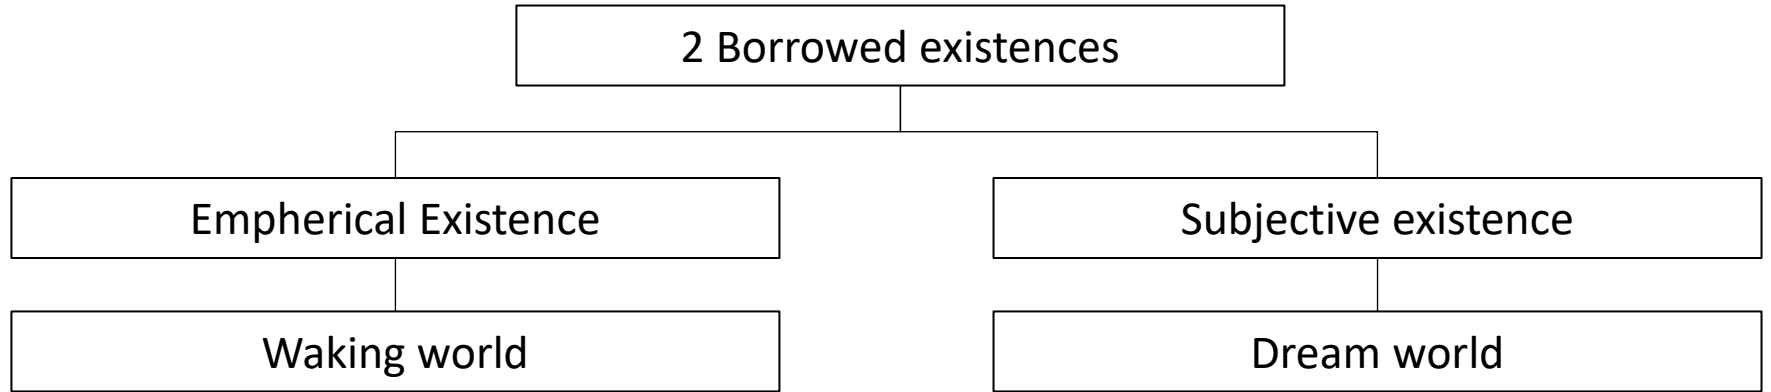 2 Borrowed existences
Empherical Existence
Subjective existence
Waking world
Dream world